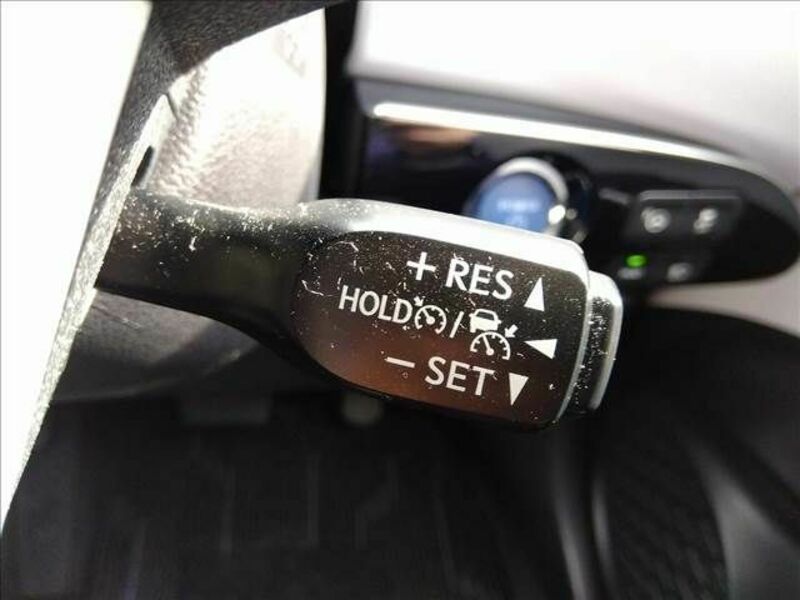 + RES
HOLD /
− SET